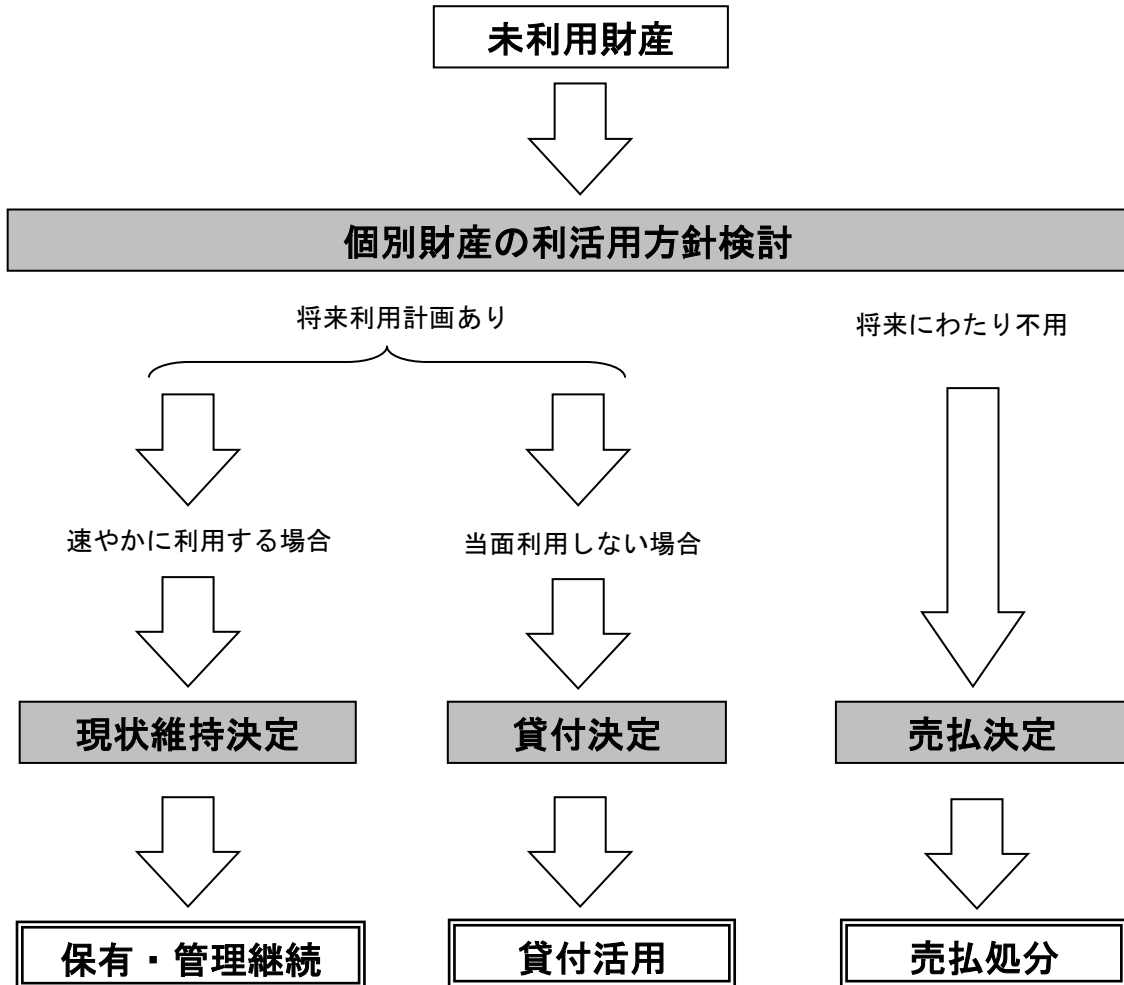 未利用財産
個別財産の利活用方針検討
将来利用計画あり
将来にわたり不用
速やかに利用する場合
当面利用しない場合
現状維持決定
貸付決定
売払決定
保有・管理継続
貸付活用
売払処分